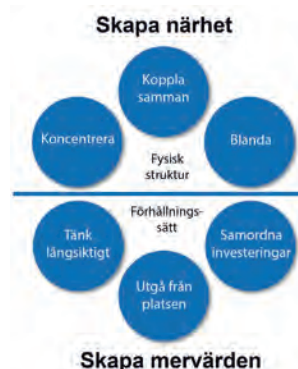 Skapa närhet
Koppla
samman
Koncentrera
Blanda
Fysisk
struktur
Förhållnings-
sätt
Tänk
långsiktigt
Samordna
investeringar
Utgå från
platsen
Skapa mervärden